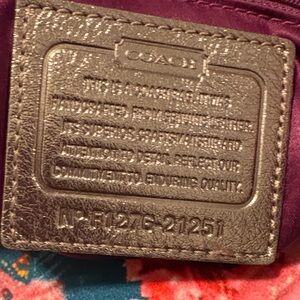 COACH
THIS IS A COACH BAG. IT WAS
HANDCRAFTED FROM GENUINE LEATHER.
ITS SUPERIOR CRAFTSMANSHIP AND
ATTENTION TO DETAIL REFLECT OUR
COMMITMENT TO ENDURING QUALITY.
Nº F1276-21251